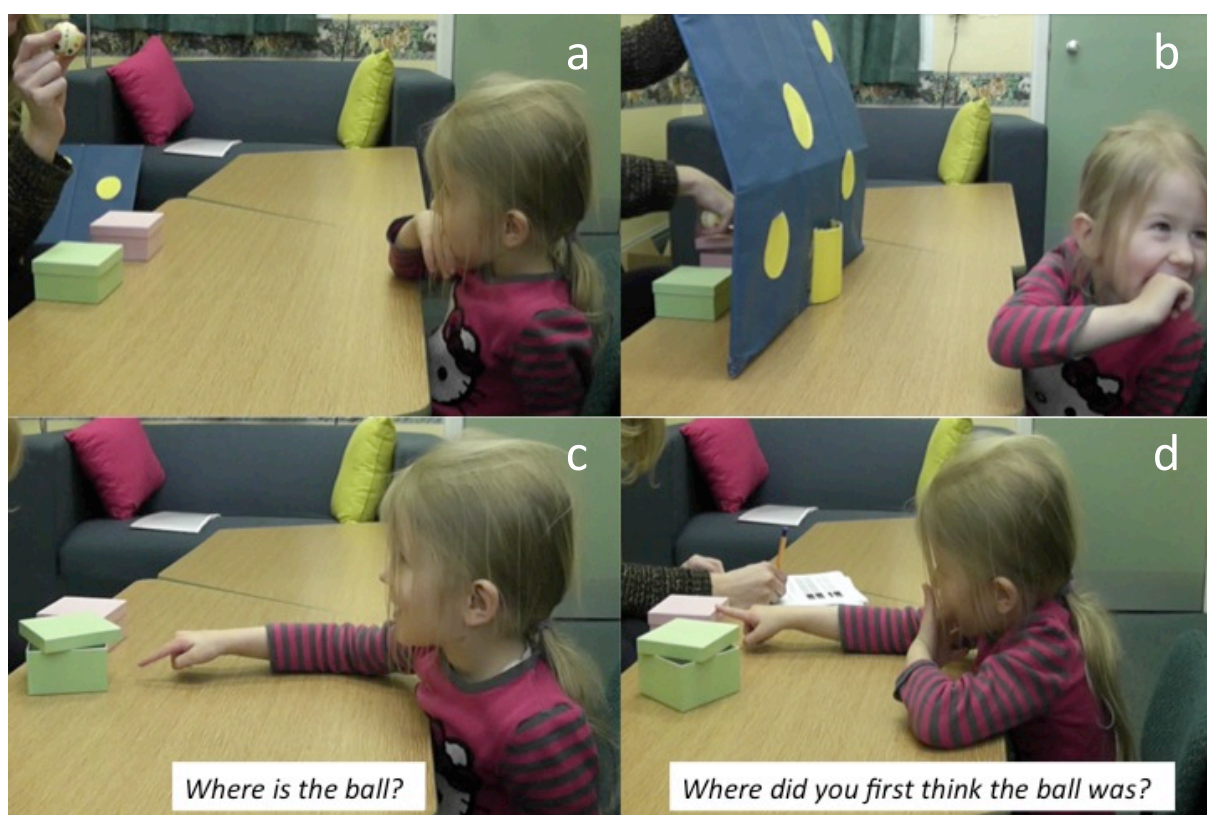 a
b
c
d
Where is the ball?
Where did you first think the ball was?